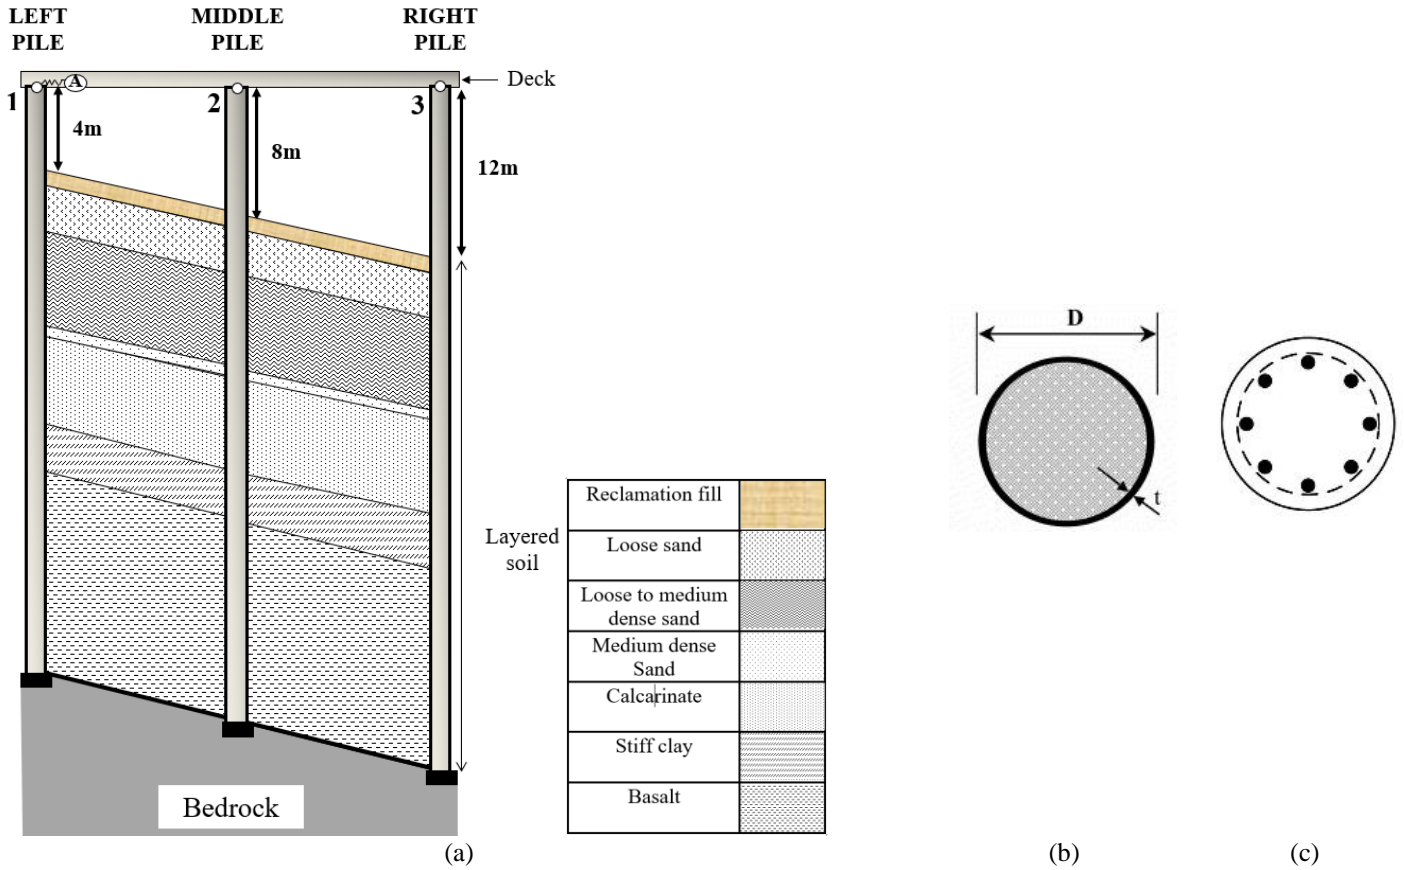 LEFT
PILE
MIDDLE
PILE
RIGHT
PILE
A
Deck
1
2
3
4m
8m
12m
Layered
soil
Bedrock
Reclamation fill
Loose sand
Loose to medium
dense sand
Medium dense
Sand
Calcarinate
Stiff clay
Basalt
D
t
(a)
(b)
(c)